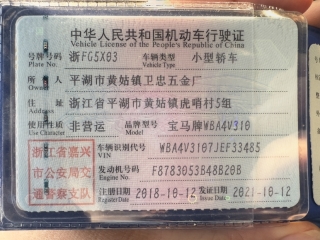 中华人民共和国机动车行驶证
Vehicle License of the People's Republic of China
号牌号码 浙FG5X03 车辆类型 小型轿车
Plate No. Vehicle Type
所有人 平湖市黄姑镇卫忠五金厂
Owner
住址 浙江省平湖市黄姑镇虎啸村5组
Address
使用性质 非营运 品牌型号 宝马牌WBA4V310
Use Character Model
浙江省嘉兴
市公安局交
通警察支队
车辆识别代号 WBA4V3107JEF33485
VIN
发动机号码 F8783053B48B20B
Engine No.
注册日期 2018-10-12 发证日期 2021-10-12
Register Date Issue Date